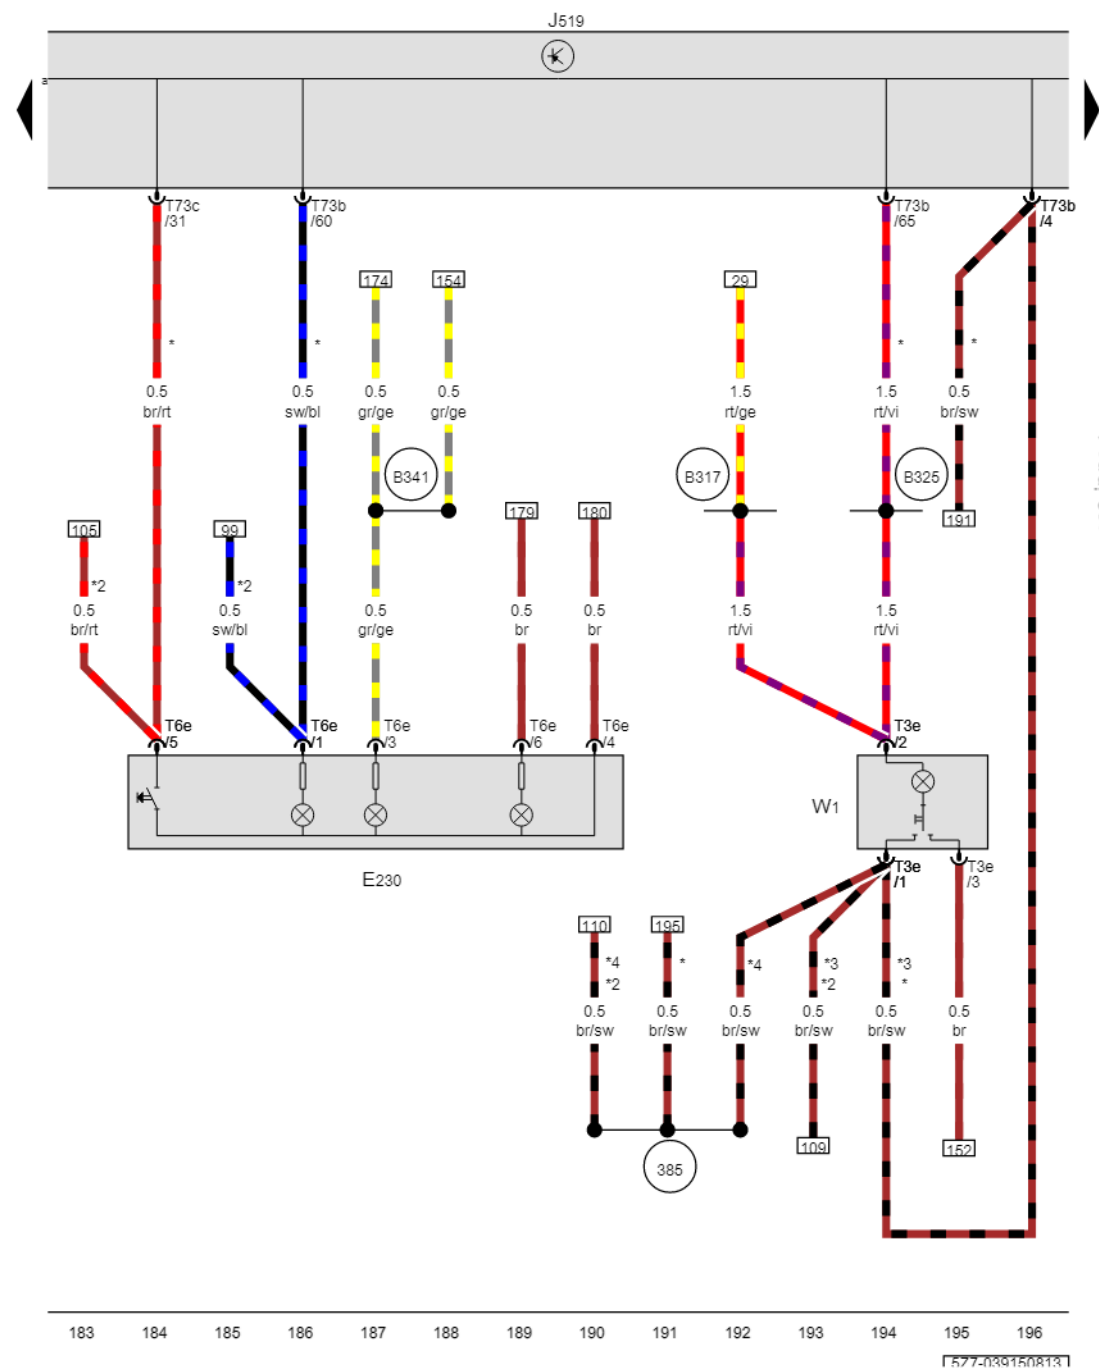 J519
a
T73c
/31
T73b
/60
T73b
/65
T73b
/4
174
154
29
*
*
*
*
0.5
br/rt
0.5
sw/bl
0.5
gr/ge
0.5
gr/ge
1.5
rt/ge
1.5
rt/vi
0.5
br/sw
B341
B317
B325
105
99
179
180
191
*2
*2
0.5
br/rt
0.5
sw/bl
0.5
gr/ge
0.5
br
0.5
br
1.5
rt/vi
1.5
rt/vi
T6e
/5
T6e
/1
T6e
/3
T6e
/6
T6e
/4
T3e
/2
W1
E230
T3e
/1
T3e
/3
110
195
*4
*2
*
*4
*3
*2
*3
*
0.5
br/sw
0.5
br/sw
0.5
br/sw
0.5
br/sw
0.5
br/sw
0.5
br
385
109
152
183 184 185 186 187 188 189 190 191 192 193 194 195 196
5Z7-039150813